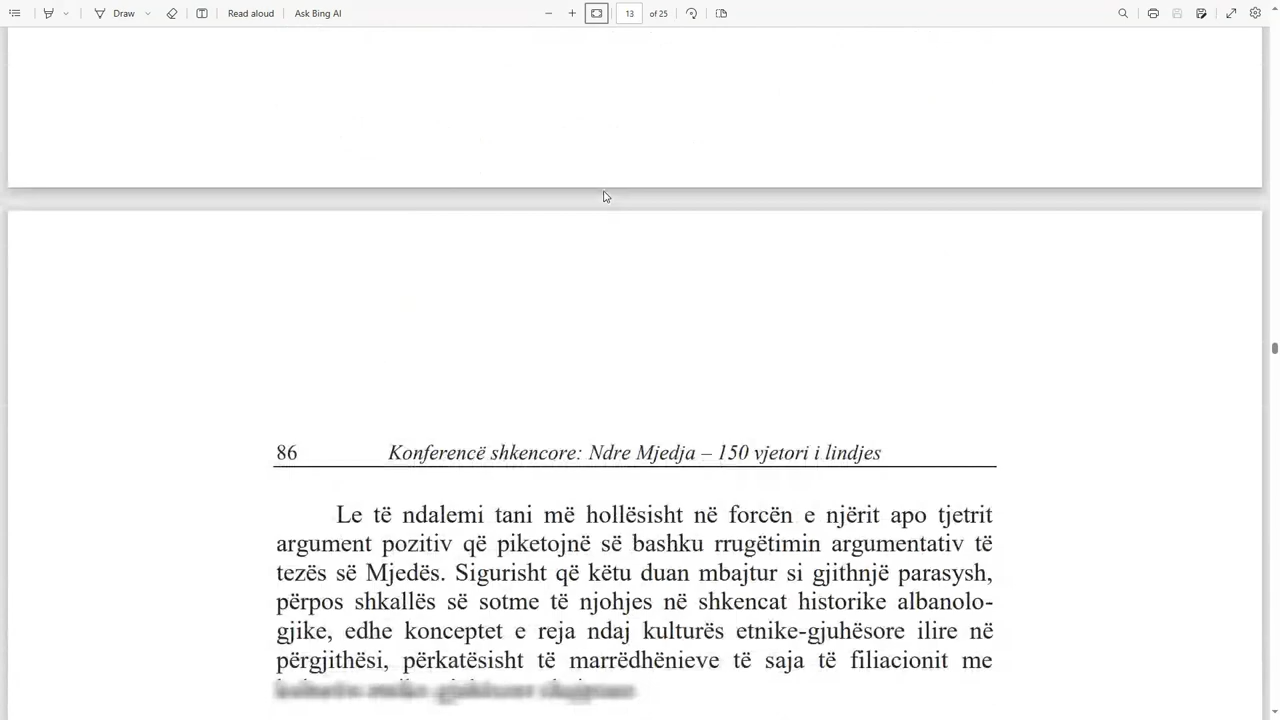 Draw
Read aloud
Ask Bing AI
13
of 25
86
Konferencë shkencore: Ndre Mjedja – 150 vjetori i lindjes
Le të ndalemi tani më hollësisht në forcën e njërit apo tjetrit
argument pozitiv që piketojnë së bashku rrugëtimin argumentativ të
tezës së Mjedës. Sigurisht që këtu duan mbajtur si gjithnjë parasysh,
përpos shkallës së sotme të njohjes në shkencat historike albanolo-
gjike, edhe konceptet e reja ndaj kulturës etnike-gjuhësore ilire në
përgjithësi, përkatësisht të marrëdhënieve të saja të filiacionit me